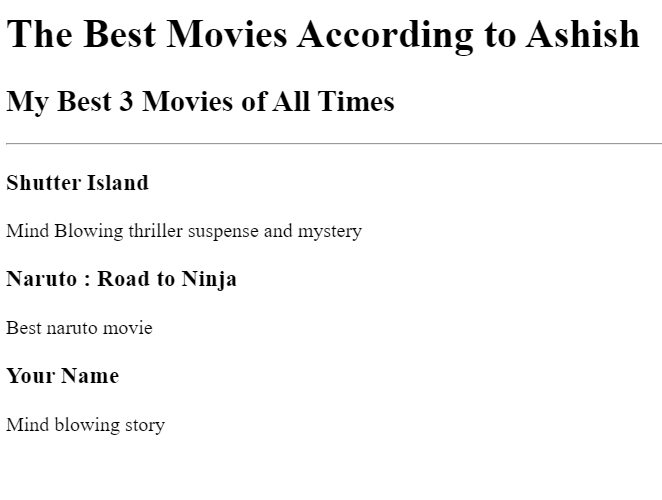 The Best Movies According to Ashish
My Best 3 Movies of All Times
Shutter Island
Mind Blowing thriller suspense and mystery
Naruto : Road to Ninja
Best naruto movie
Your Name
Mind blowing story